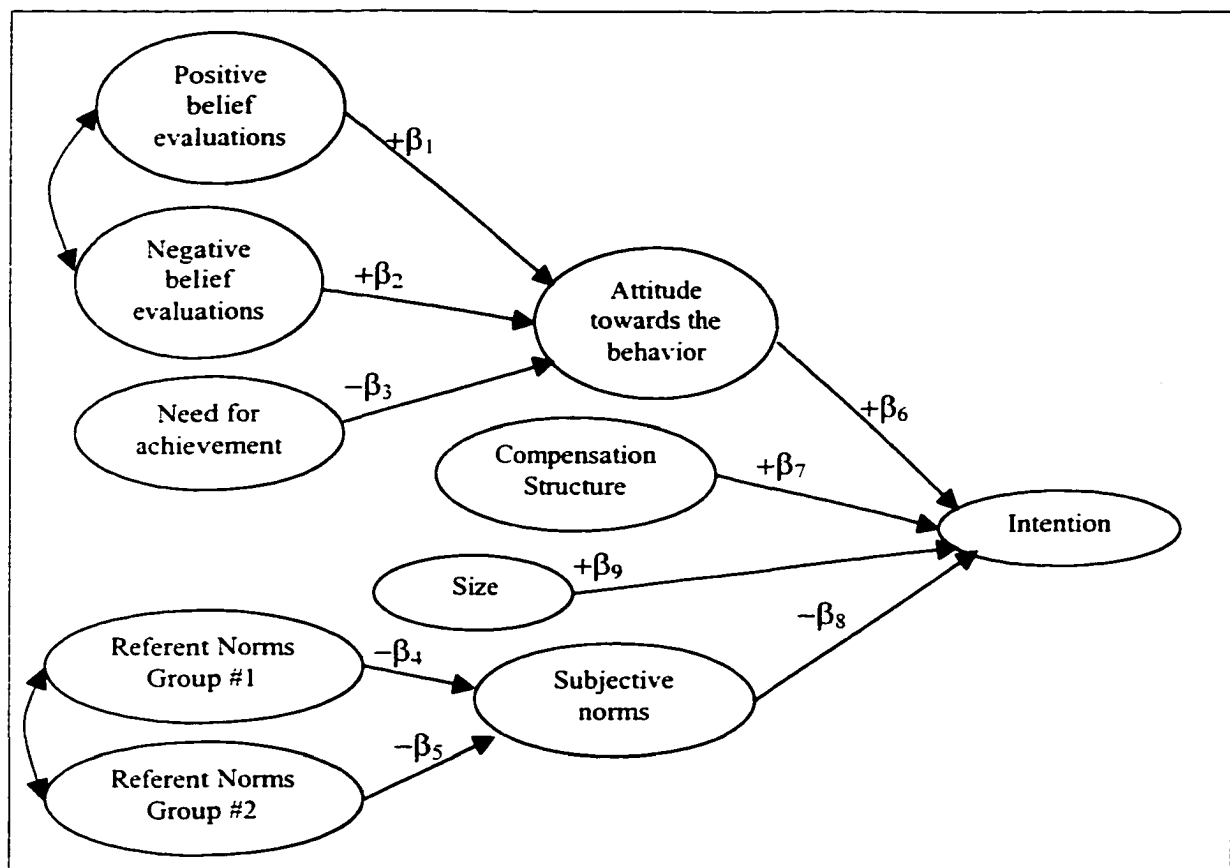 Positive
belief
evaluations
+β1
Negative
belief
evaluations
+β2
Attitude
towards the
behavior
Need for
achievement
−β3
+β6
Compensation
Structure
+β7
Intention
Size
+β9
−β8
Referent Norms
Group #1
−β4
Subjective
norms
Referent Norms
Group #2
−β5